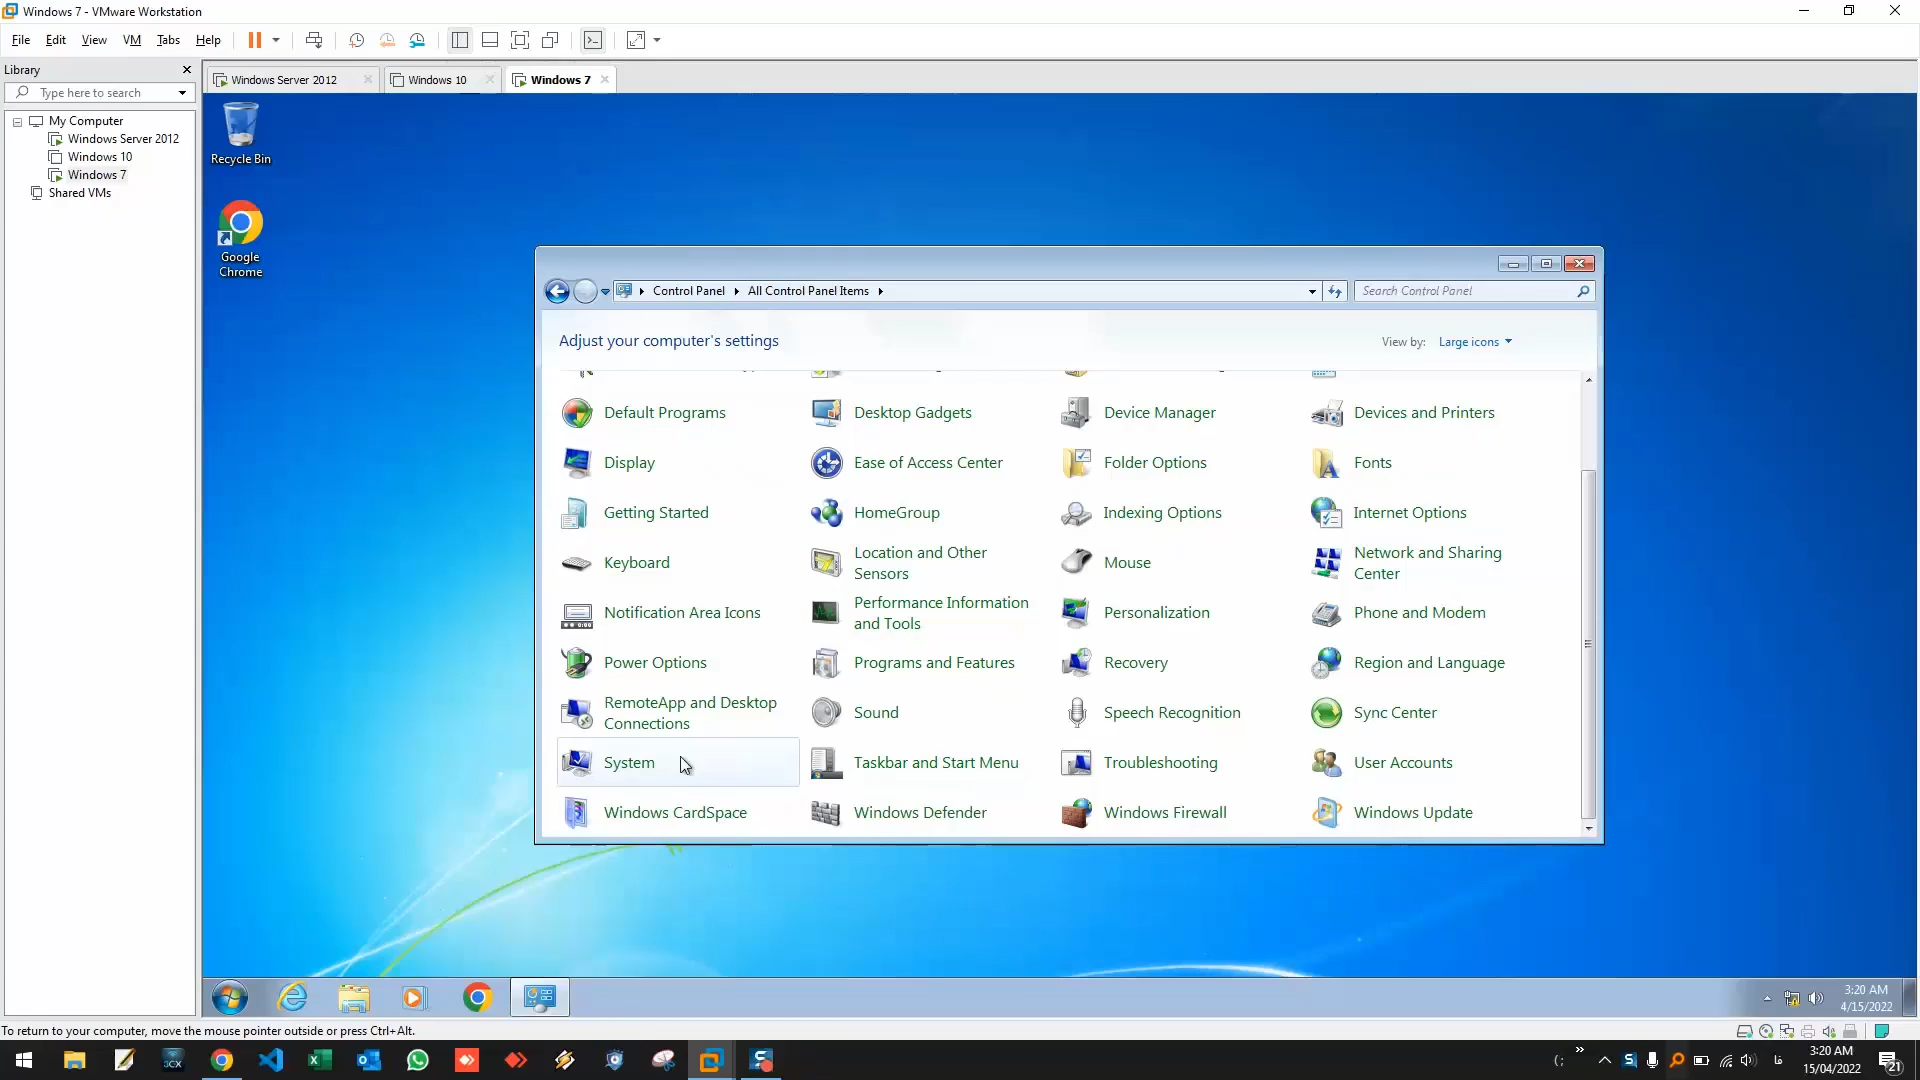 Windows 7 - VMware Workstation
File Edit View VM Tabs Help
Library
Type here to search
My Computer
Windows Server 2012
Windows 10
Windows 7
Shared VMs
Windows Server 2012 Windows 10 Windows 7
Recycle Bin
Google
Chrome
Control Panel All Control Panel Items
Search Control Panel
Adjust your computer's settings
View by: Large icons
Default Programs
Desktop Gadgets
Device Manager
Devices and Printers
Display
Ease of Access Center
Folder Options
Fonts
Getting Started
HomeGroup
Indexing Options
Internet Options
Keyboard
Location and Other
Sensors
Mouse
Network and Sharing
Center
Notification Area Icons
Performance Information
and Tools
Personalization
Phone and Modem
Power Options
Programs and Features
Recovery
Region and Language
RemoteApp and Desktop
Connections
Sound
Speech Recognition
Sync Center
System
Taskbar and Start Menu
Troubleshooting
User Accounts
Windows CardSpace
Windows Defender
Windows Firewall
Windows Update
3:20 AM
4/15/2022
To return to your computer, move the mouse pointer outside or press Ctrl+Alt.
3CX
3:20 AM
15/04/2022
21